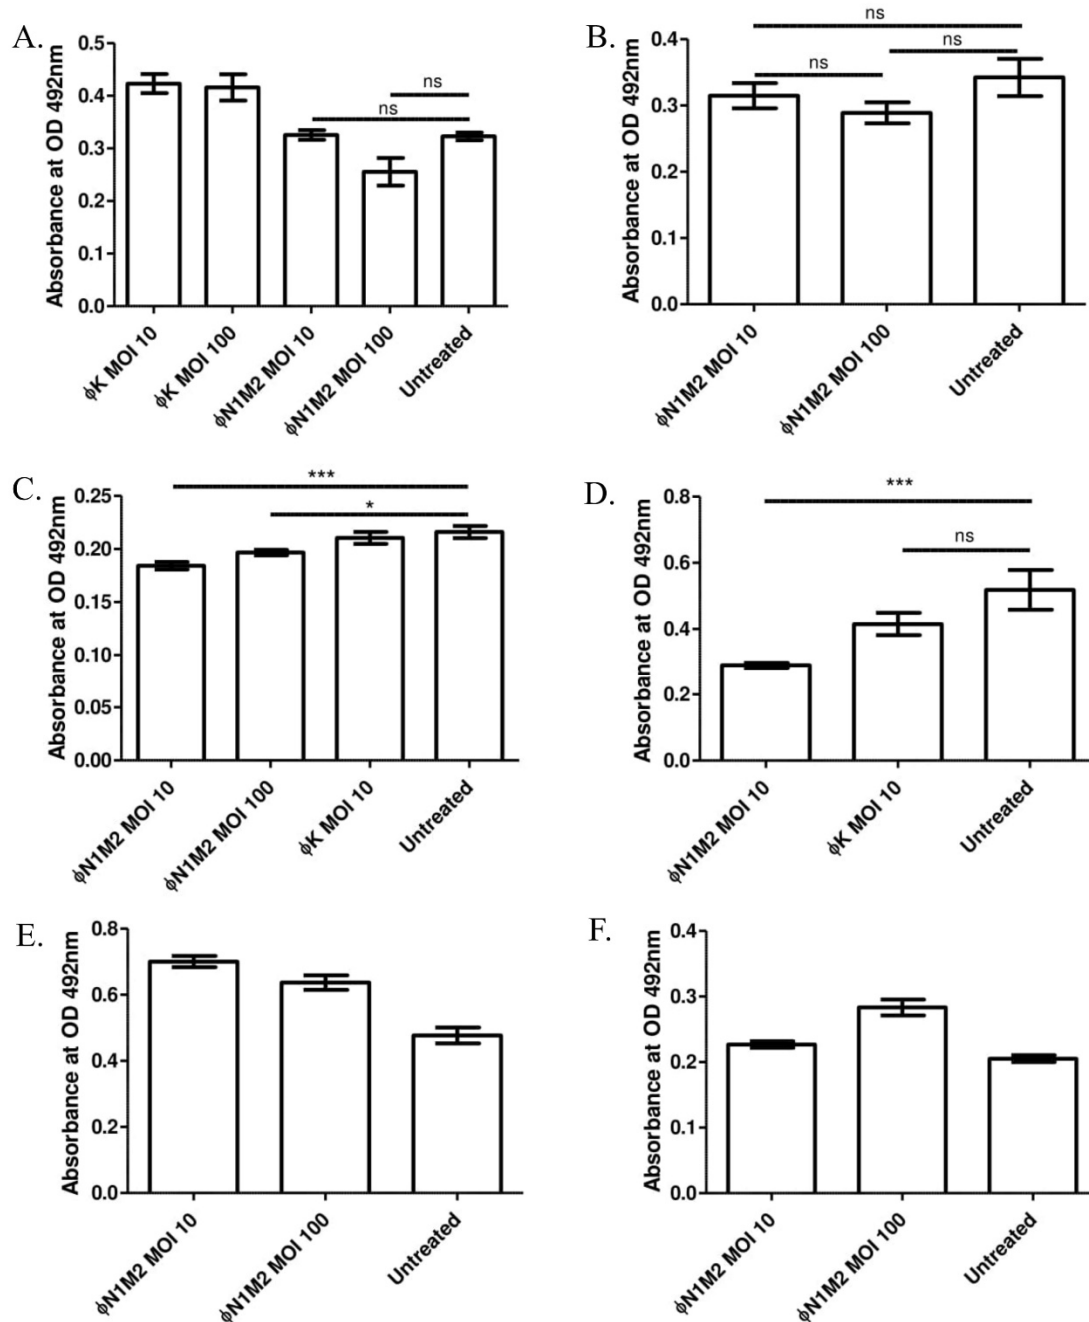 A.
Absorbance at OD 492nm
0.5
0.4
0.3
0.2
0.1
0.0
ns
ns
ϕK MOI 10
ϕK MOI 100
ϕN1M2 MOI 10
ϕN1M2 MOI 100
Untreated
B.
Absorbance at OD 492nm
0.4
0.3
0.2
0.1
0.0
ns
ns
ns
ϕN1M2 MOI 10
ϕN1M2 MOI 100
Untreated
C.
Absorbance at OD 492nm
0.25
0.20
0.15
0.10
0.05
0.00
***
*
ϕN1M2 MOI 10
ϕN1M2 MOI 100
ϕK MOI 10
Untreated
D.
Absorbance at OD 492nm
0.8
0.6
0.4
0.2
0.0
***
ns
ϕN1M2 MOI 10
ϕK MOI 10
Untreated
E.
Absorbance at OD 492nm
0.8
0.6
0.4
0.2
0.0
ϕN1M2 MOI 10
ϕN1M2 MOI 100
Untreated
F.
Absorbance at OD 492nm
0.4
0.3
0.2
0.1
0.0
ϕN1M2 MOI 10
ϕN1M2 MOI 100
Untreated